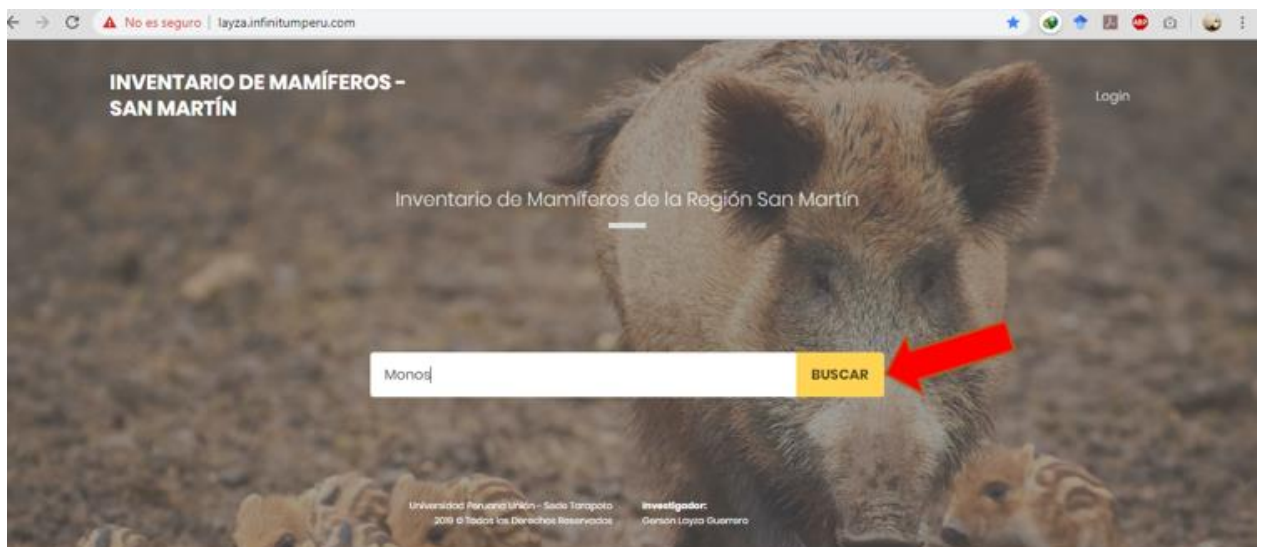 No es seguro | layza.infinitumperu.com
INVENTARIO DE MAMÍFEROS -
SAN MARTÍN
Login
Inventario de Mamíferos de la Región San Martín
Monos
BUSCAR
Universidad Peruana Unión - Sede Tarapoto
2019 © Todos los Derechos Reservados
Investigador:
Gerson Layza Guerrero